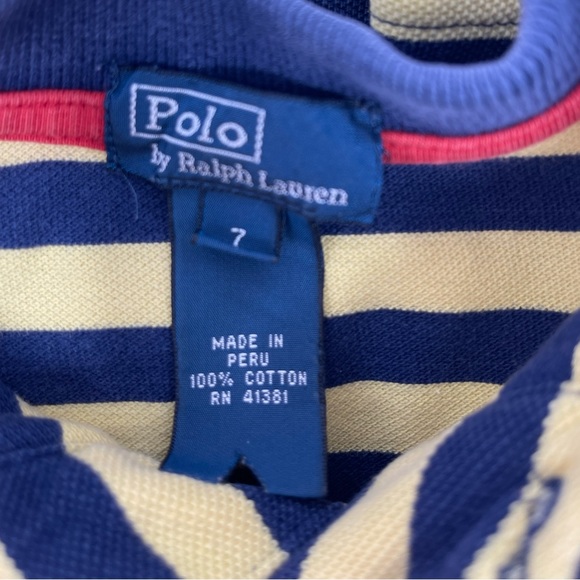 Polo
by Ralph Lauren
7
MADE IN
PERU
100% COTTON
RN 41381